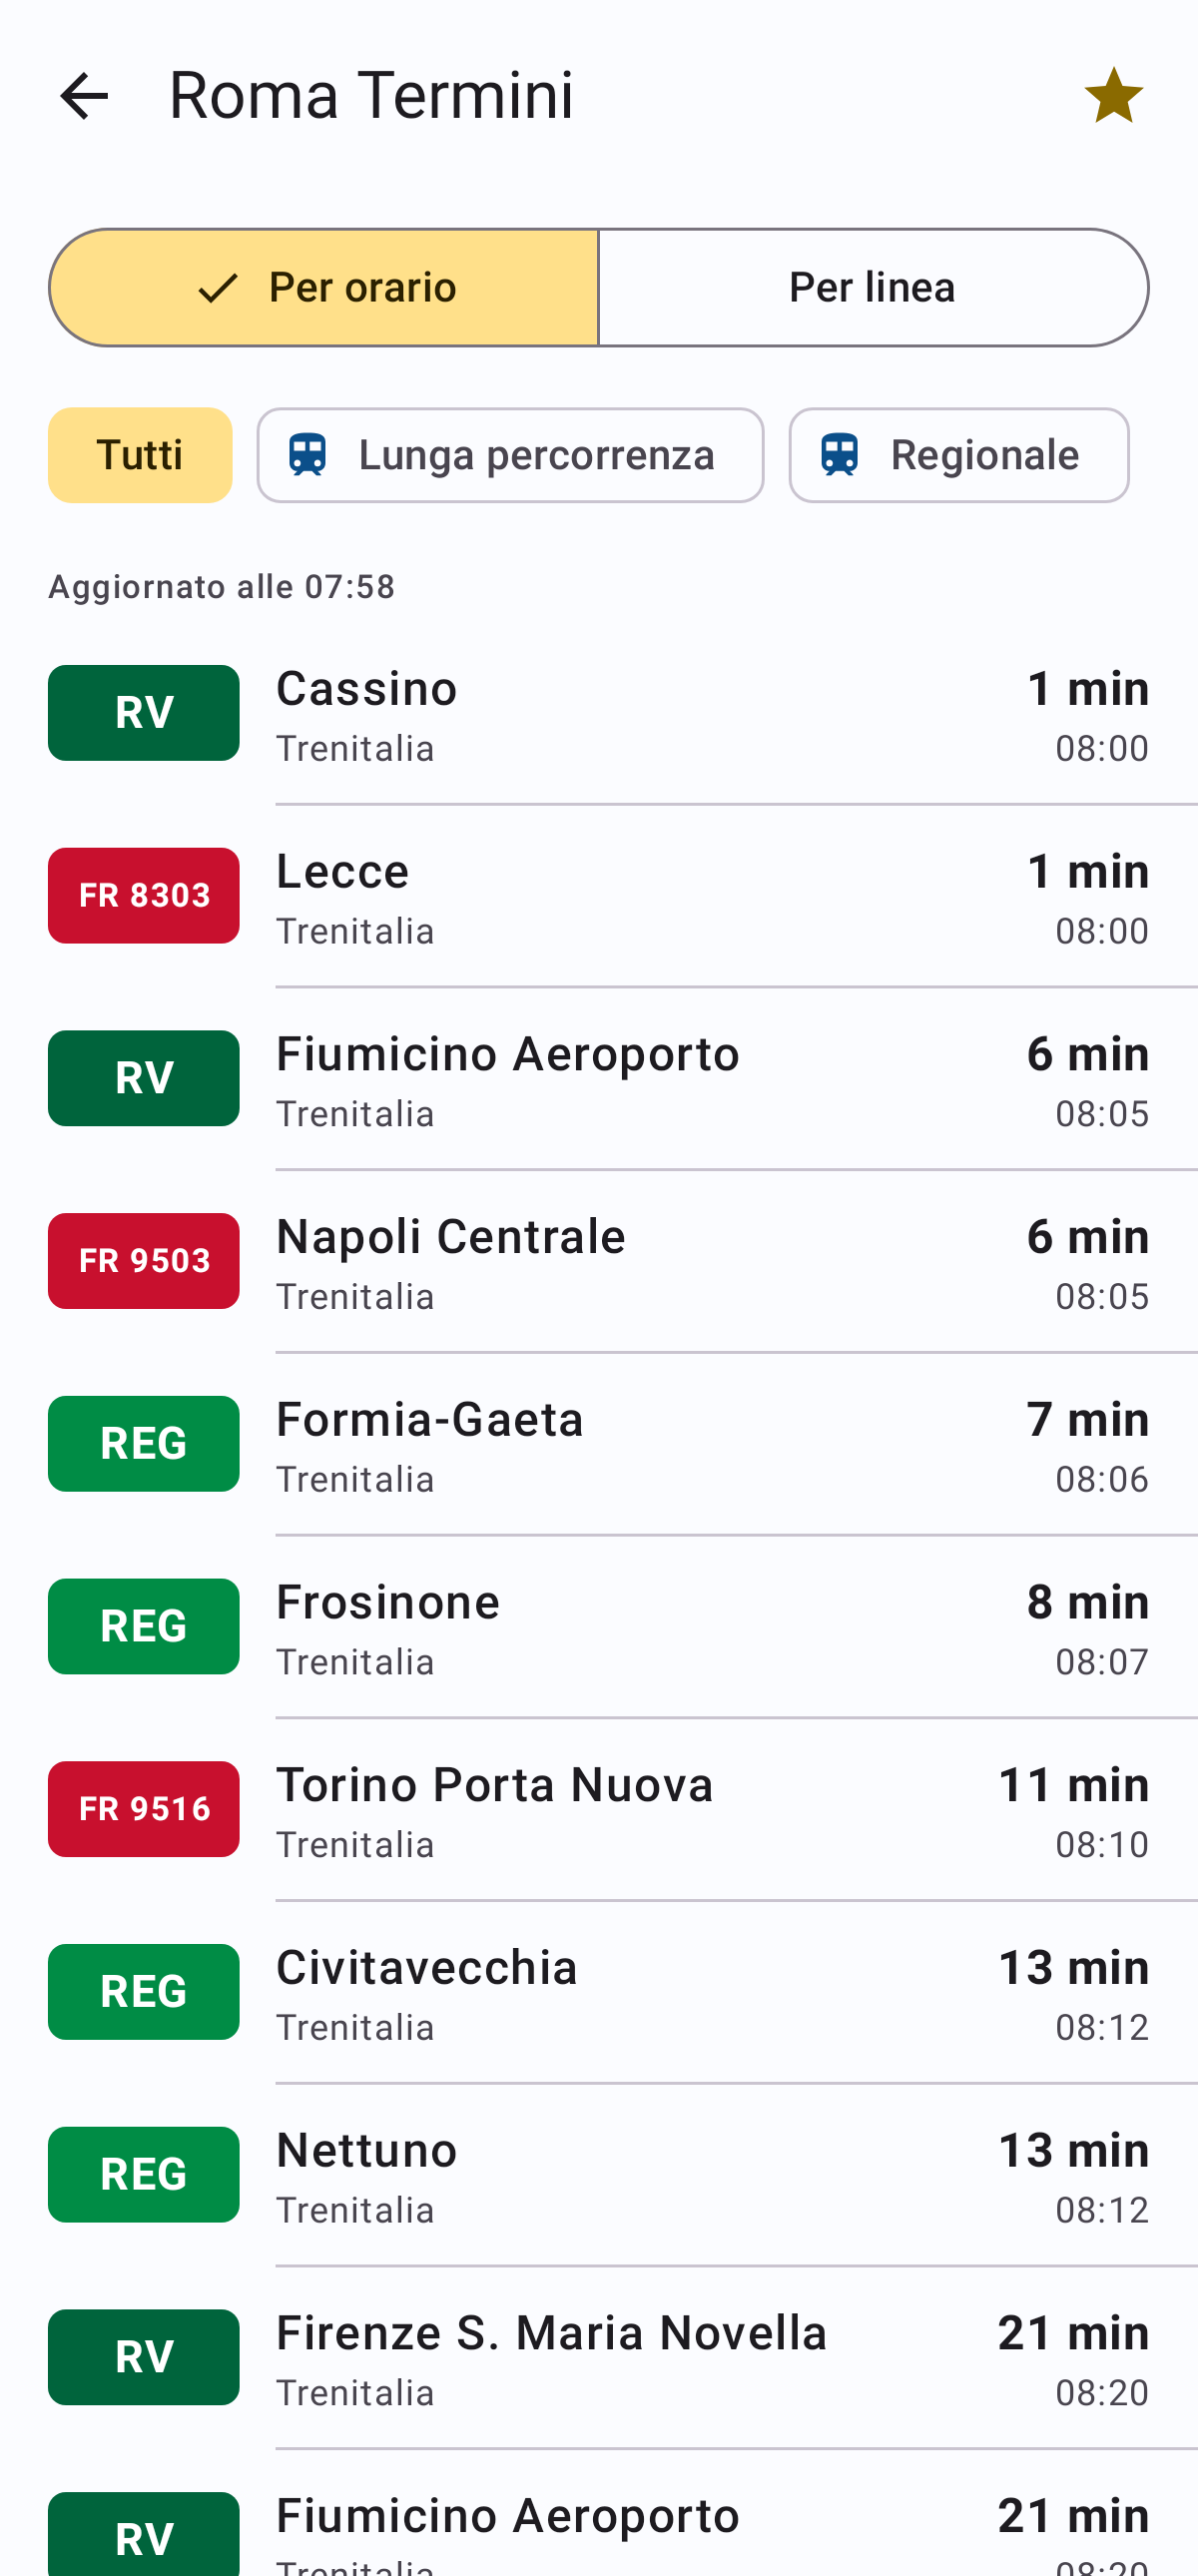 Roma Termini
Per orario
Per linea
Tutti
Lunga percorrenza
Regionale
Aggiornato alle 07:58
RV
Cassino
1 min
Trenitalia
08:00
FR 8303
Lecce
1 min
Trenitalia
08:00
RV
Fiumicino Aeroporto
6 min
Trenitalia
08:05
FR 9503
Napoli Centrale
6 min
Trenitalia
08:05
REG
Formia-Gaeta
7 min
Trenitalia
08:06
REG
Frosinone
8 min
Trenitalia
08:07
FR 9516
Torino Porta Nuova
11 min
Trenitalia
08:10
REG
Civitavecchia
13 min
Trenitalia
08:12
REG
Nettuno
13 min
Trenitalia
08:12
RV
Firenze S. Maria Novella
21 min
Trenitalia
08:20
RV
Fiumicino Aeroporto
21 min
Trenitalia
08:20